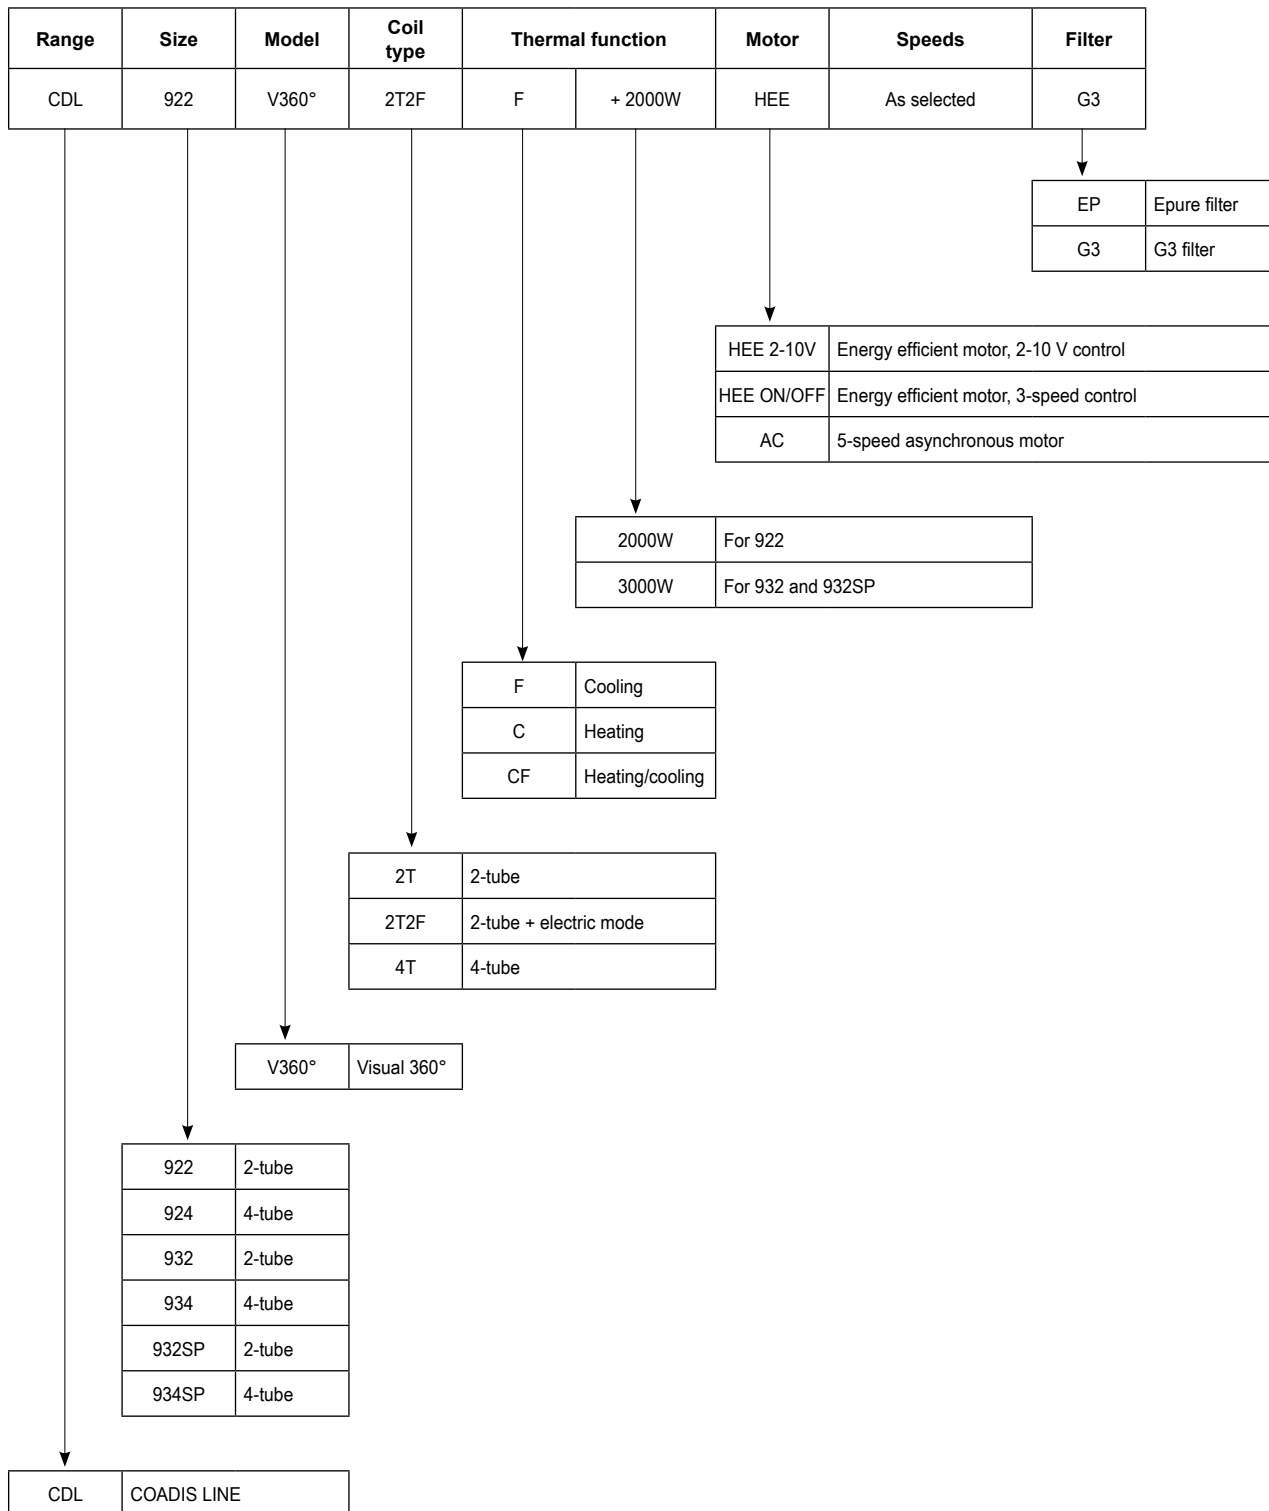 Range Size Model Coil type Thermal function Motor Speeds Filter
CDL 922 V360° 2T2F F + 2000W HEE As selected G3
EP Epure filter
G3 G3 filter
HEE 2-10V Energy efficient motor, 2-10 V control
HEE ON/OFF Energy efficient motor, 3-speed control
AC 5-speed asynchronous motor
2000W For 922
3000W For 932 and 932SP
F Cooling
C Heating
CF Heating/cooling
2T 2-tube
2T2F 2-tube + electric mode
4T 4-tube
V360° Visual 360°
922 2-tube
924 4-tube
932 2-tube
934 4-tube
932SP 2-tube
934SP 4-tube
CDL COADIS LINE